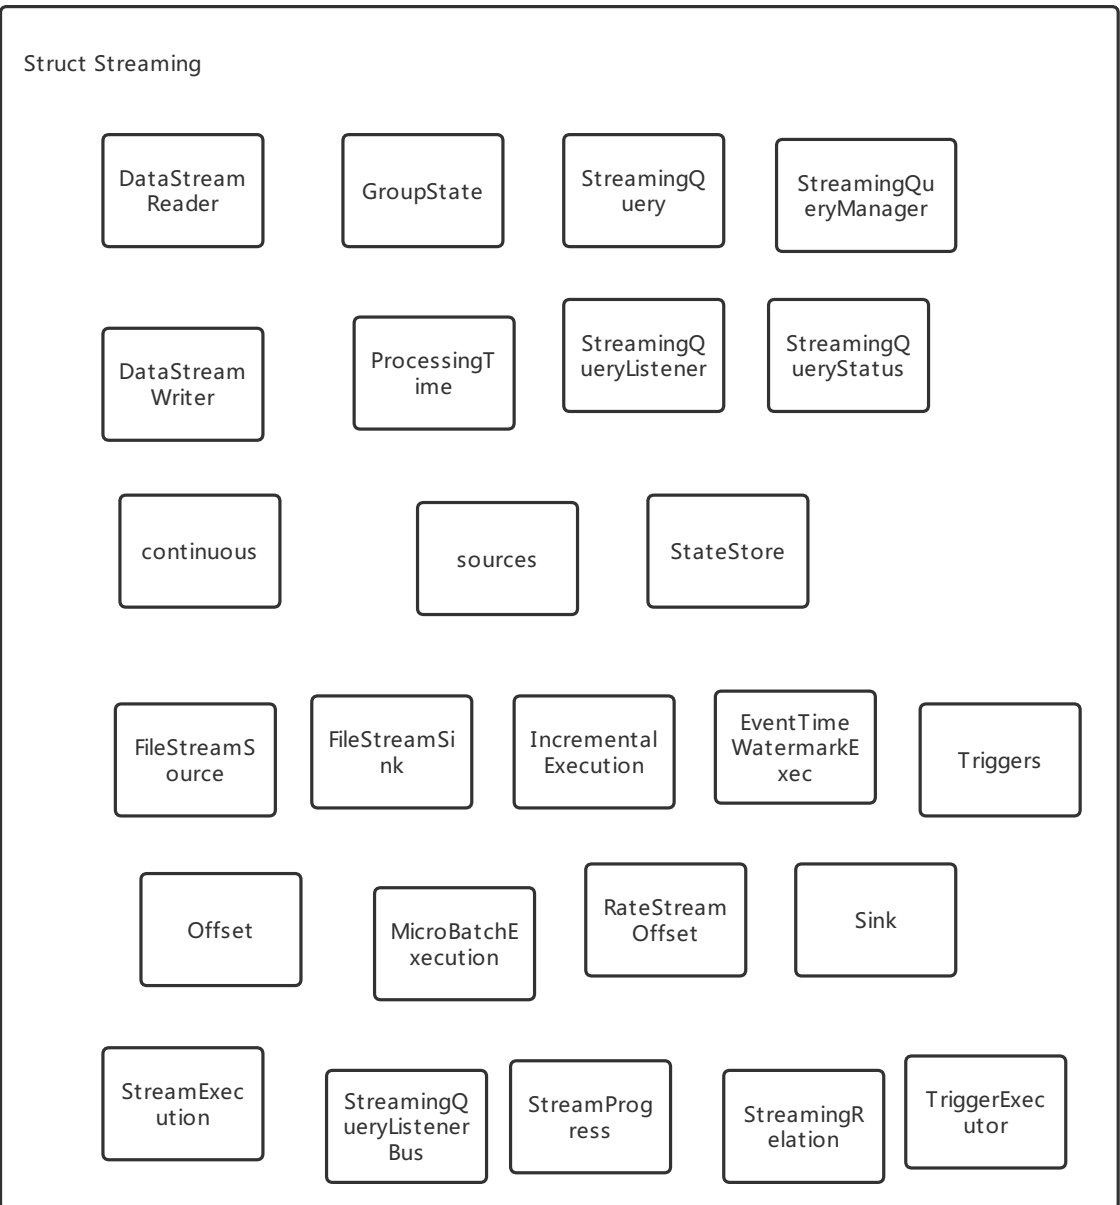 Struct Streaming
DataStream
Reader
GroupState
StreamingQ
uery
StreamingQu
eryManager
DataStream
Writer
ProcessingT
ime
StreamingQ
ueryListener
StreamingQ
ueryStatus
continuous
sources
StateStore
FileStreamS
ource
FileStreamSi
nk
Incremental
Execution
EventTime
WatermarkE
xec
Triggers
Offset
MicroBatchE
xecution
RateStream
Offset
Sink
StreamExec
ution
StreamingQ
ueryListener
Bus
StreamProg
ress
StreamingR
elation
TriggerExec
utor